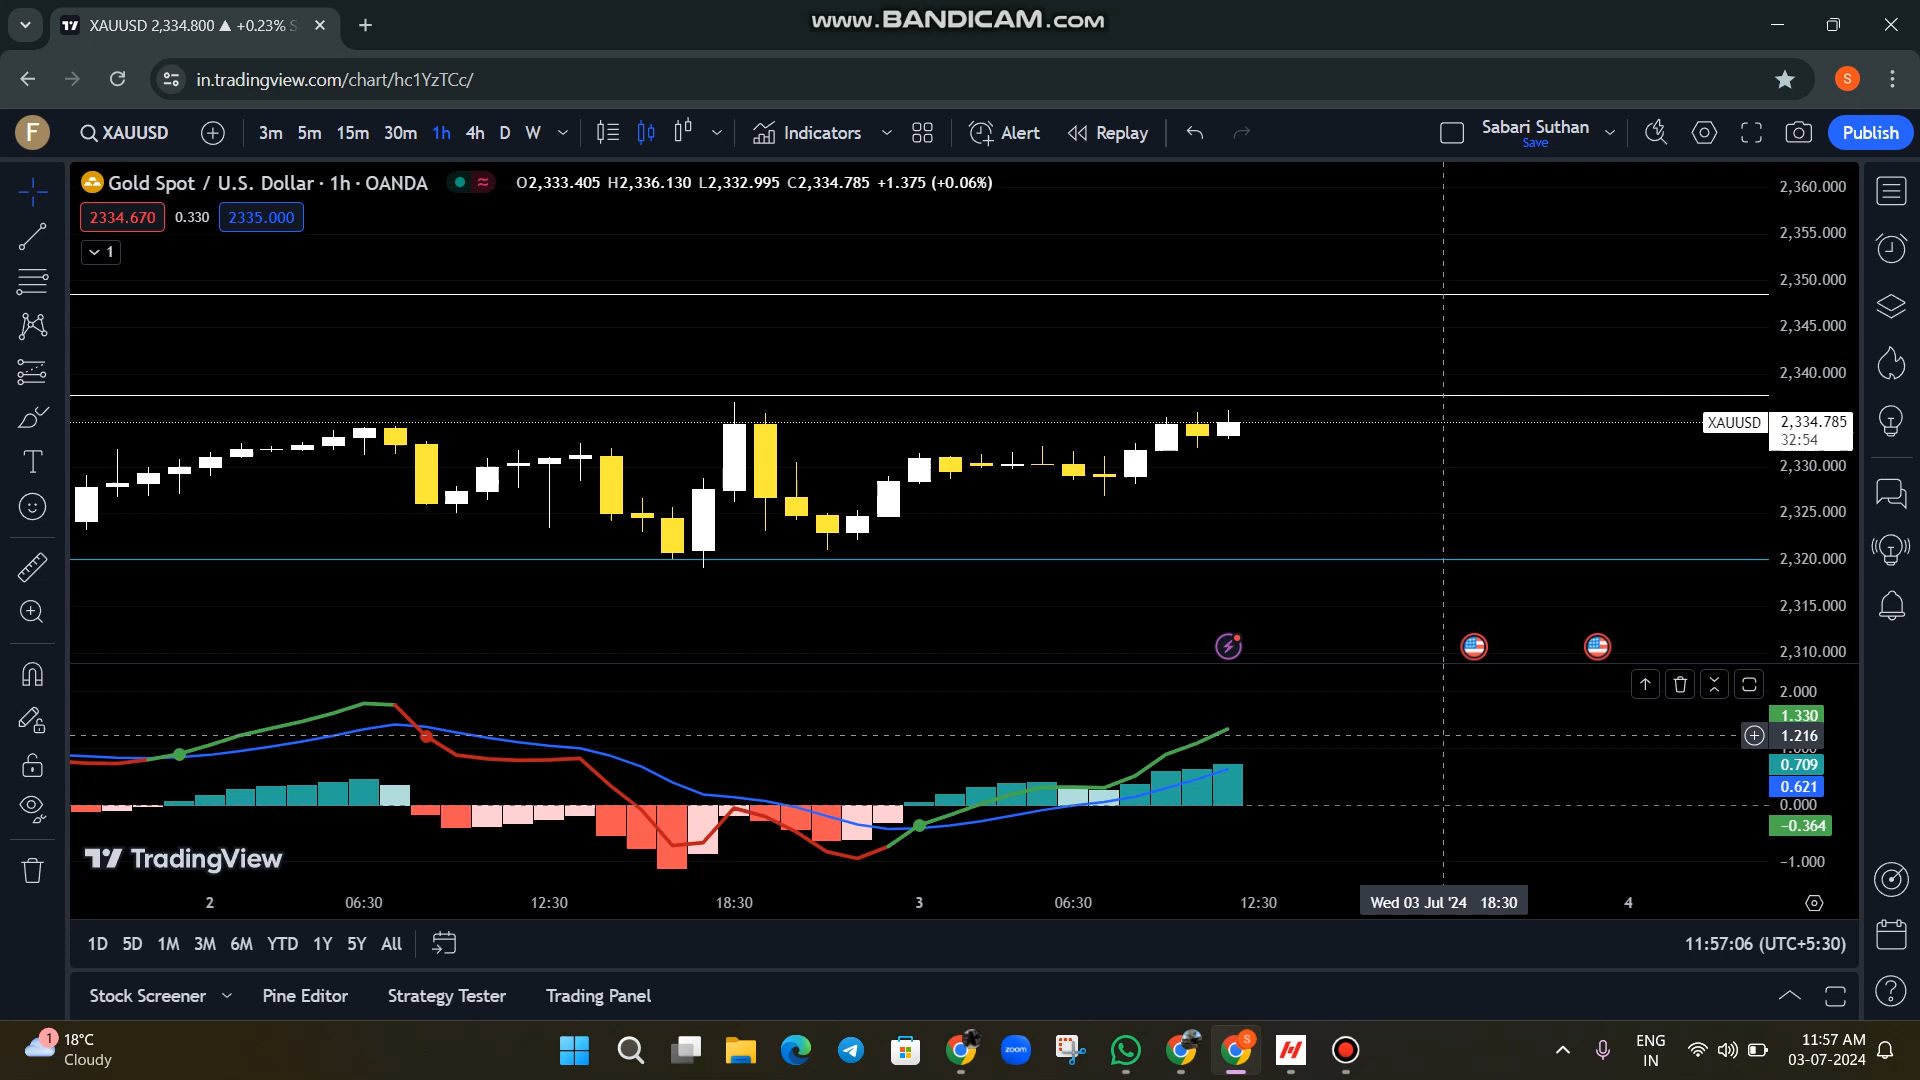 XAUUSD 2,334.800 ▲ +0.23% S
www.BANDICAM.com
in.tradingview.com/chart/hc1YzTCc/
S
F
XAUUSD
3m 5m 15m 30m 1h 4h D W
Indicators
Alert
Replay
Sabari Suthan
Save
Publish
Gold Spot / U.S. Dollar · 1h · OANDA
O2,333.405 H2,336.130 L2,332.995 C2,334.785 +1.375 (+0.06%)
2334.670 0.330 2335.000
1
2,360.000
2,355.000
2,350.000
2,345.000
2,340.000
XAUUSD 2,334.785
32:54
2,330.000
2,325.000
2,320.000
2,315.000
2,310.000
2.000
1.330
1.216
1.000
0.709
0.621
0.000
−0.364
−1.000
TradingView
2 06:30 12:30 18:30 3 06:30 12:30 Wed 03 Jul '24 18:30 4
1D 5D 1M 3M 6M YTD 1Y 5Y All
11:57:06 (UTC+5:30)
Stock Screener Pine Editor Strategy Tester Trading Panel
1
18°C
Cloudy
zoom
S
ENG
IN
11:57 AM
03-07-2024